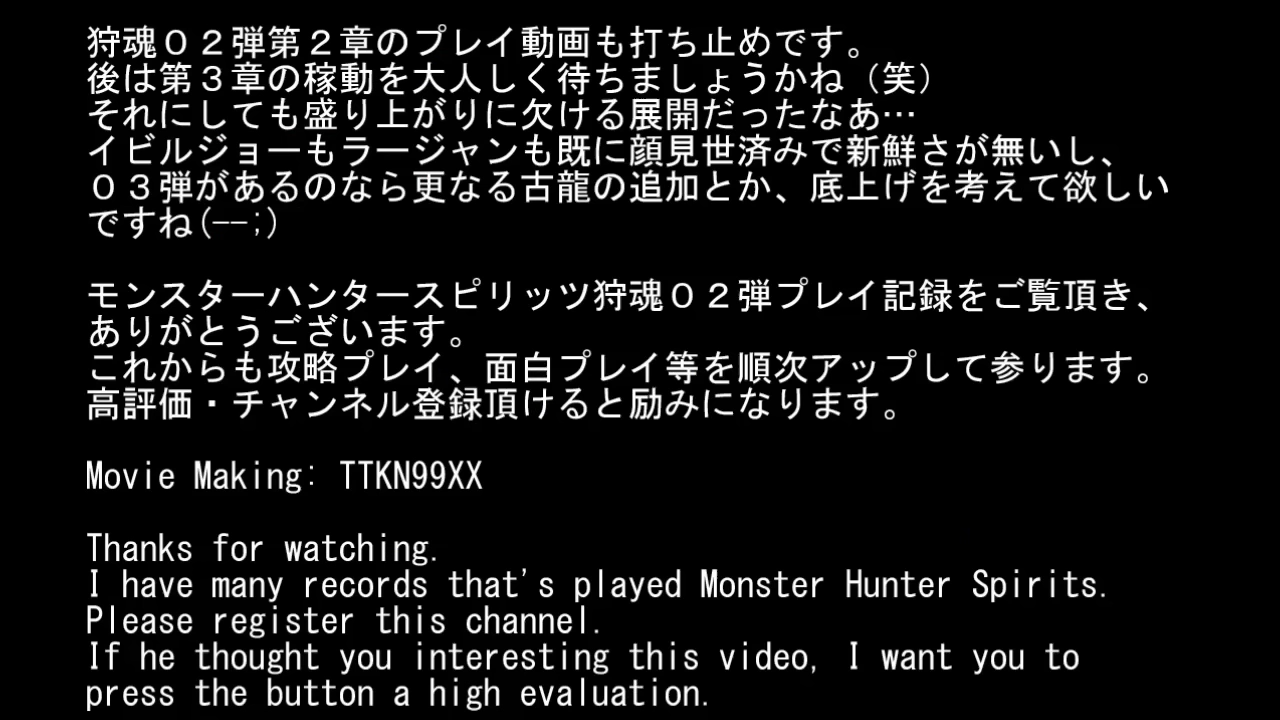 狩魂０２弾第２章のプレイ動画も打ち止めです。
後は第３章の稼動を大人しく待ちましょうかね（笑）
それにしても盛り上がりに欠ける展開だったなあ…
イビルジョーもラージャンも既に顔見世済みで新鮮さが無いし、
０３弾があるのなら更なる古龍の追加とか、底上げを考えて欲しい
ですね(--;)
モンスターハンタースピリッツ狩魂０２弾プレイ記録をご覧頂き、
ありがとうございます。
これからも攻略プレイ、面白プレイ等を順次アップして参ります。
高評価・チャンネル登録頂けると励みになります。
Movie Making: TTKN99XX
Thanks for watching.
I have many records that's played Monster Hunter Spirits.
Please register this channel.
If he thought you interesting this video, I want you to
press the button a high evaluation.